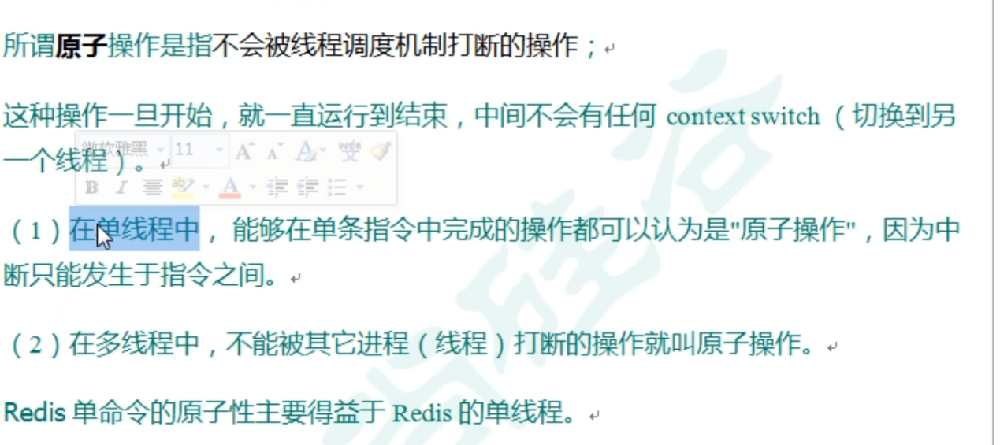 所谓原子操作是指不会被线程调度机制打断的操作；
这种操作一旦开始，就一直运行到结束，中间不会有任何 context switch（切换到另
一个线程）。
微软雅黑 11
（1）在单线程中， 能够在单条指令中完成的操作都可以认为是"原子操作"，因为中
断只能发生于指令之间。
（2）在多线程中，不能被其它进程（线程）打断的操作就叫原子操作。
Redis 单命令的原子性主要得益于 Redis 的单线程。
尚硅谷